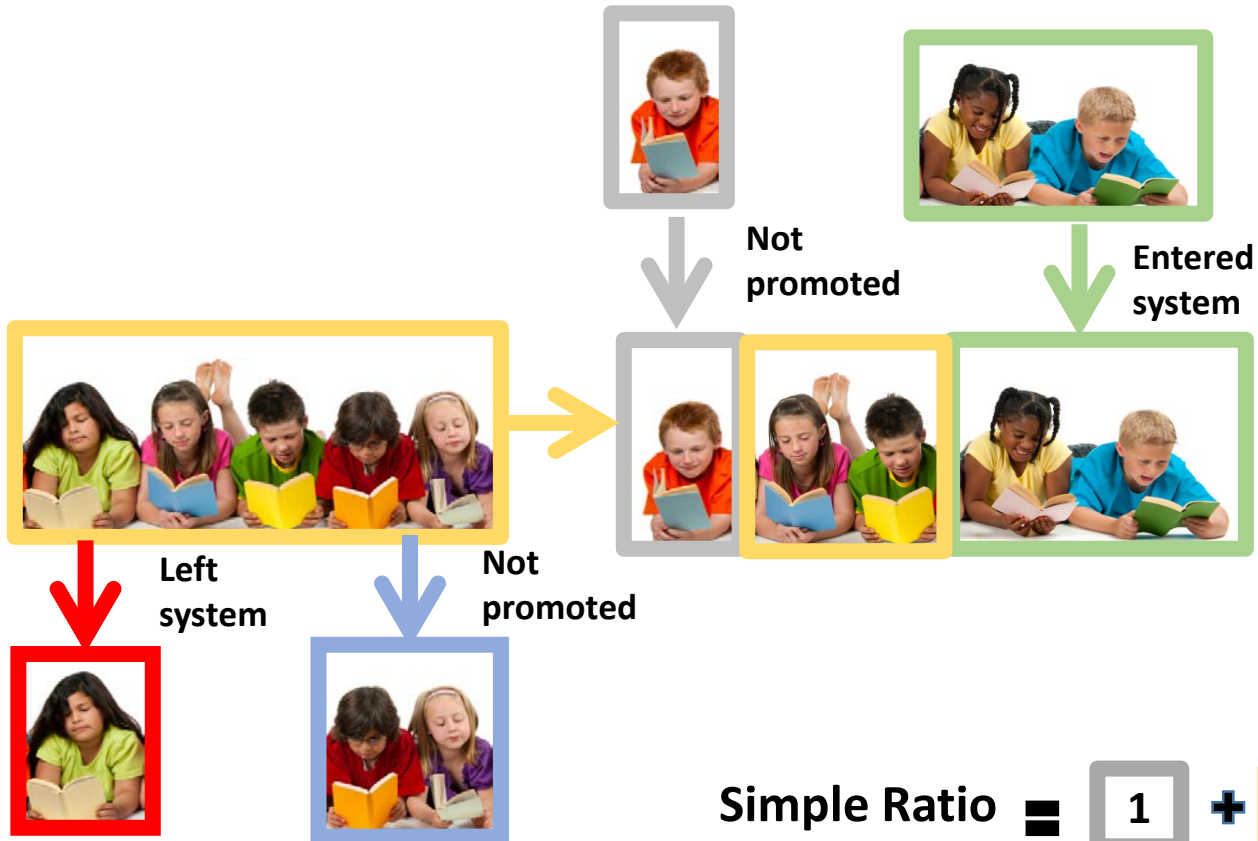 Not
promoted
Entered
system
Left
system
Not
promoted
Simple Ratio = 1 +